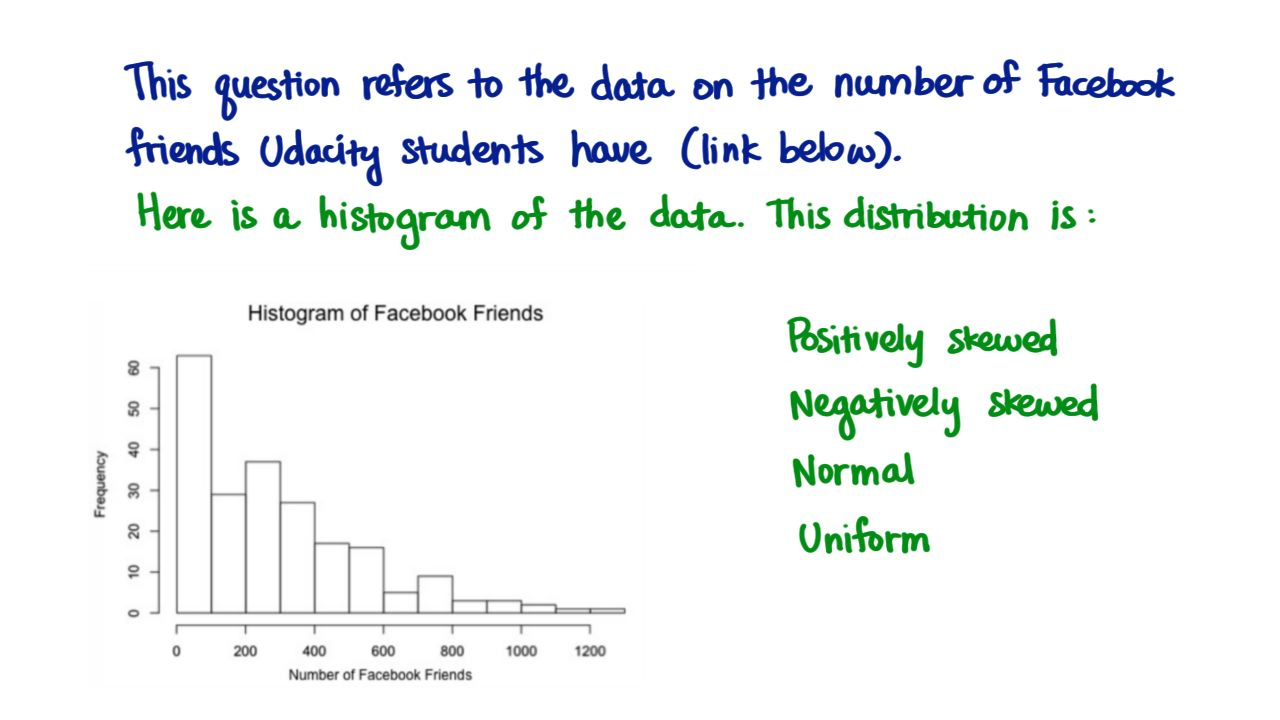 This question refers to the data on the number of Facebook
friends Udacity students have (link below).
Here is a histogram of the data. This distribution is:
Histogram of Facebook Friends
Frequency
60
50
40
30
20
10
0
0 200 400 600 800 1000 1200
Number of Facebook Friends
Positively skewed
Negatively skewed
Normal
Uniform